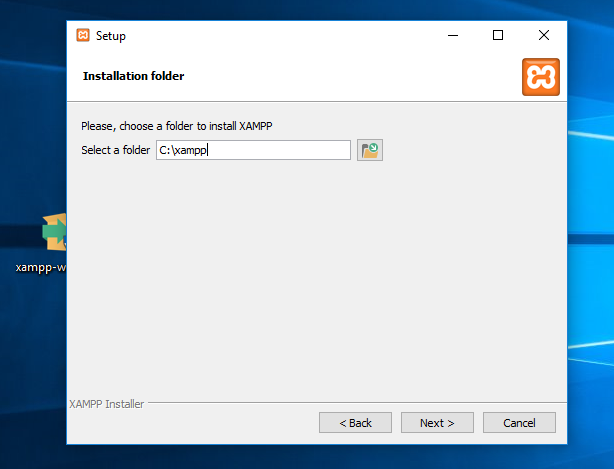 Setup
Installation folder
Please, choose a folder to install XAMPP
Select a folder C:\xampp
xampp-w
XAMPP Installer
< Back Next > Cancel